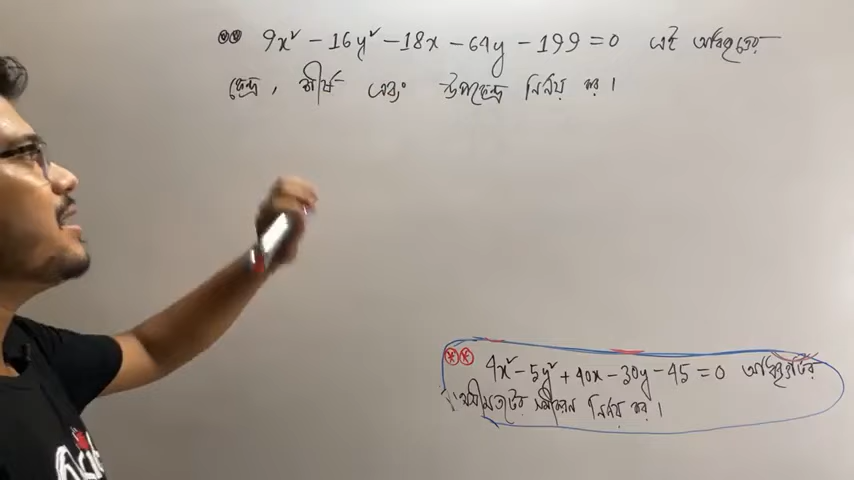 9x² - 16y² - 18x - 64y - 199 = 0 এই অধিবৃত্তের
কেন্দ্র, শীর্ষ এবং উপকেন্দ্র নির্ণয় কর।
4x² - 5y² + 40x - 30y - 45 = 0 অধিবৃত্তটির
অসীমতটের সমীকরণ নির্ণয় কর।